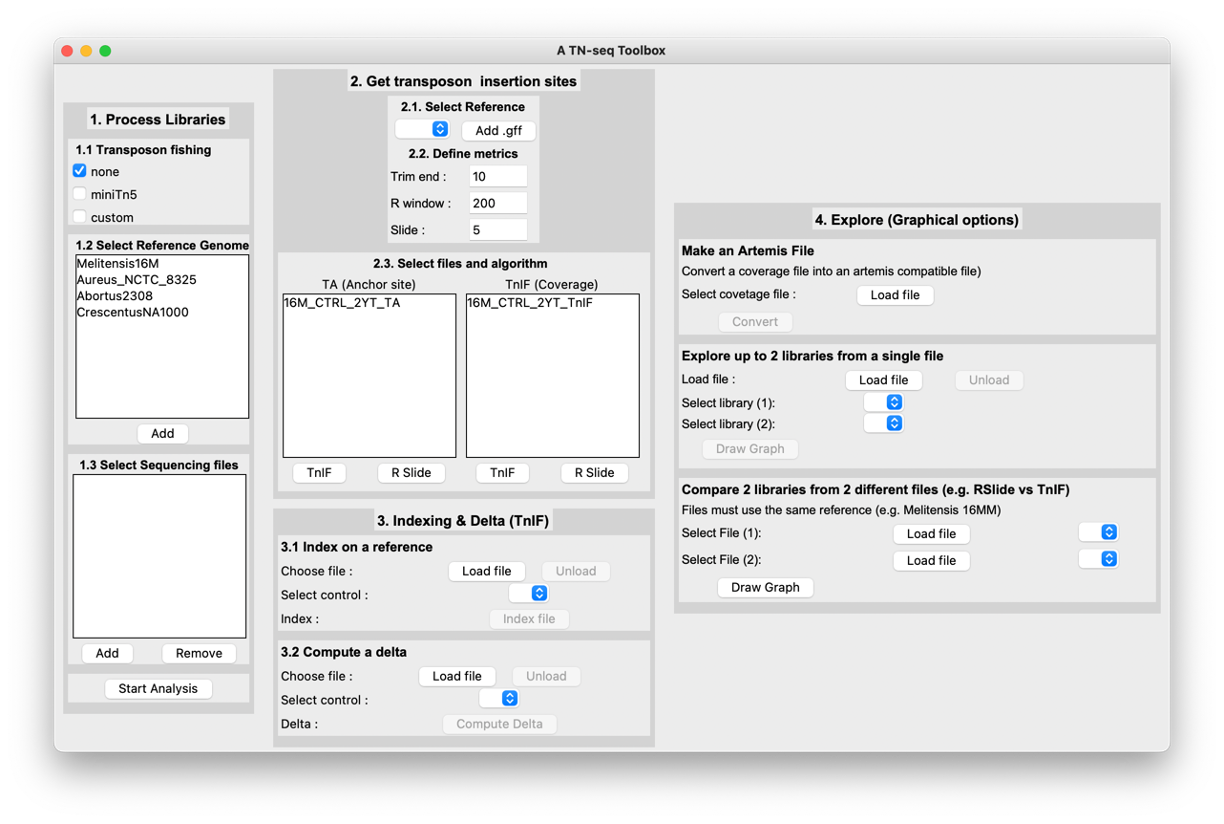 A TN-seq Toolbox
1. Process Libraries
1.1 Transposon fishing
none
miniTn5
custom
1.2 Select Reference Genome
Melitensis16M
Aureus_NCTC_8325
Abortus2308
CrescentusNA1000
Add
1.3 Select Sequencing files
Add Remove
Start Analysis
2. Get transposon insertion sites
2.1. Select Reference
Add .gff
2.2. Define metrics
Trim end : 10
R window : 200
Slide : 5
2.3. Select files and algorithm
TA (Anchor site) TnIF (Coverage)
16M_CTRL_2YT_TA 16M_CTRL_2YT_TnIF
TnIF R Slide TnIF R Slide
3. Indexing & Delta (TnIF)
3.1 Index on a reference
Choose file : Load file Unload
Select control :
Index : Index file
3.2 Compute a delta
Choose file : Load file Unload
Select control :
Delta : Compute Delta
4. Explore (Graphical options)
Make an Artemis File
Convert a coverage file into an artemis compatible file)
Select covetage file : Load file
Convert
Explore up to 2 libraries from a single file
Load file : Load file Unload
Select library (1):
Select library (2):
Draw Graph
Compare 2 libraries from 2 different files (e.g. RSlide vs TnIF)
Files must use the same reference (e.g. Melitensis 16MM)
Select File (1): Load file
Select File (2): Load file
Draw Graph